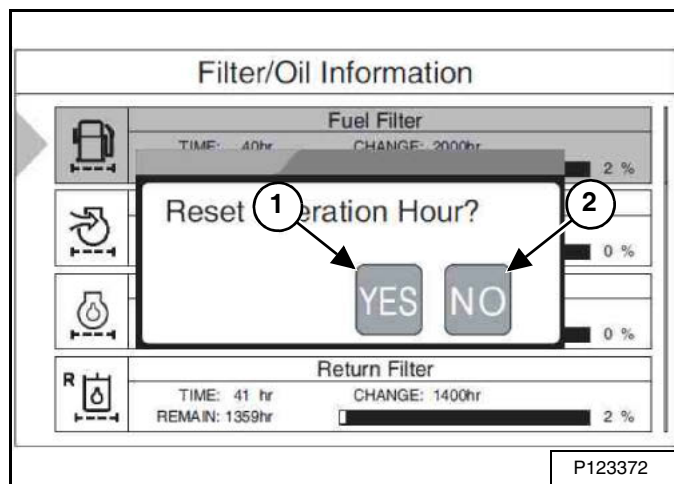 Filter/Oil Information
Fuel Filter
TIME: 40hr CHANGE: 2000hr
2 %
Reset eration Hour?
1
2
0 %
YES NO
0 %
Return Filter
R
TIME: 41 hr CHANGE: 1400hr
REMAIN: 1359hr 2 %
P123372